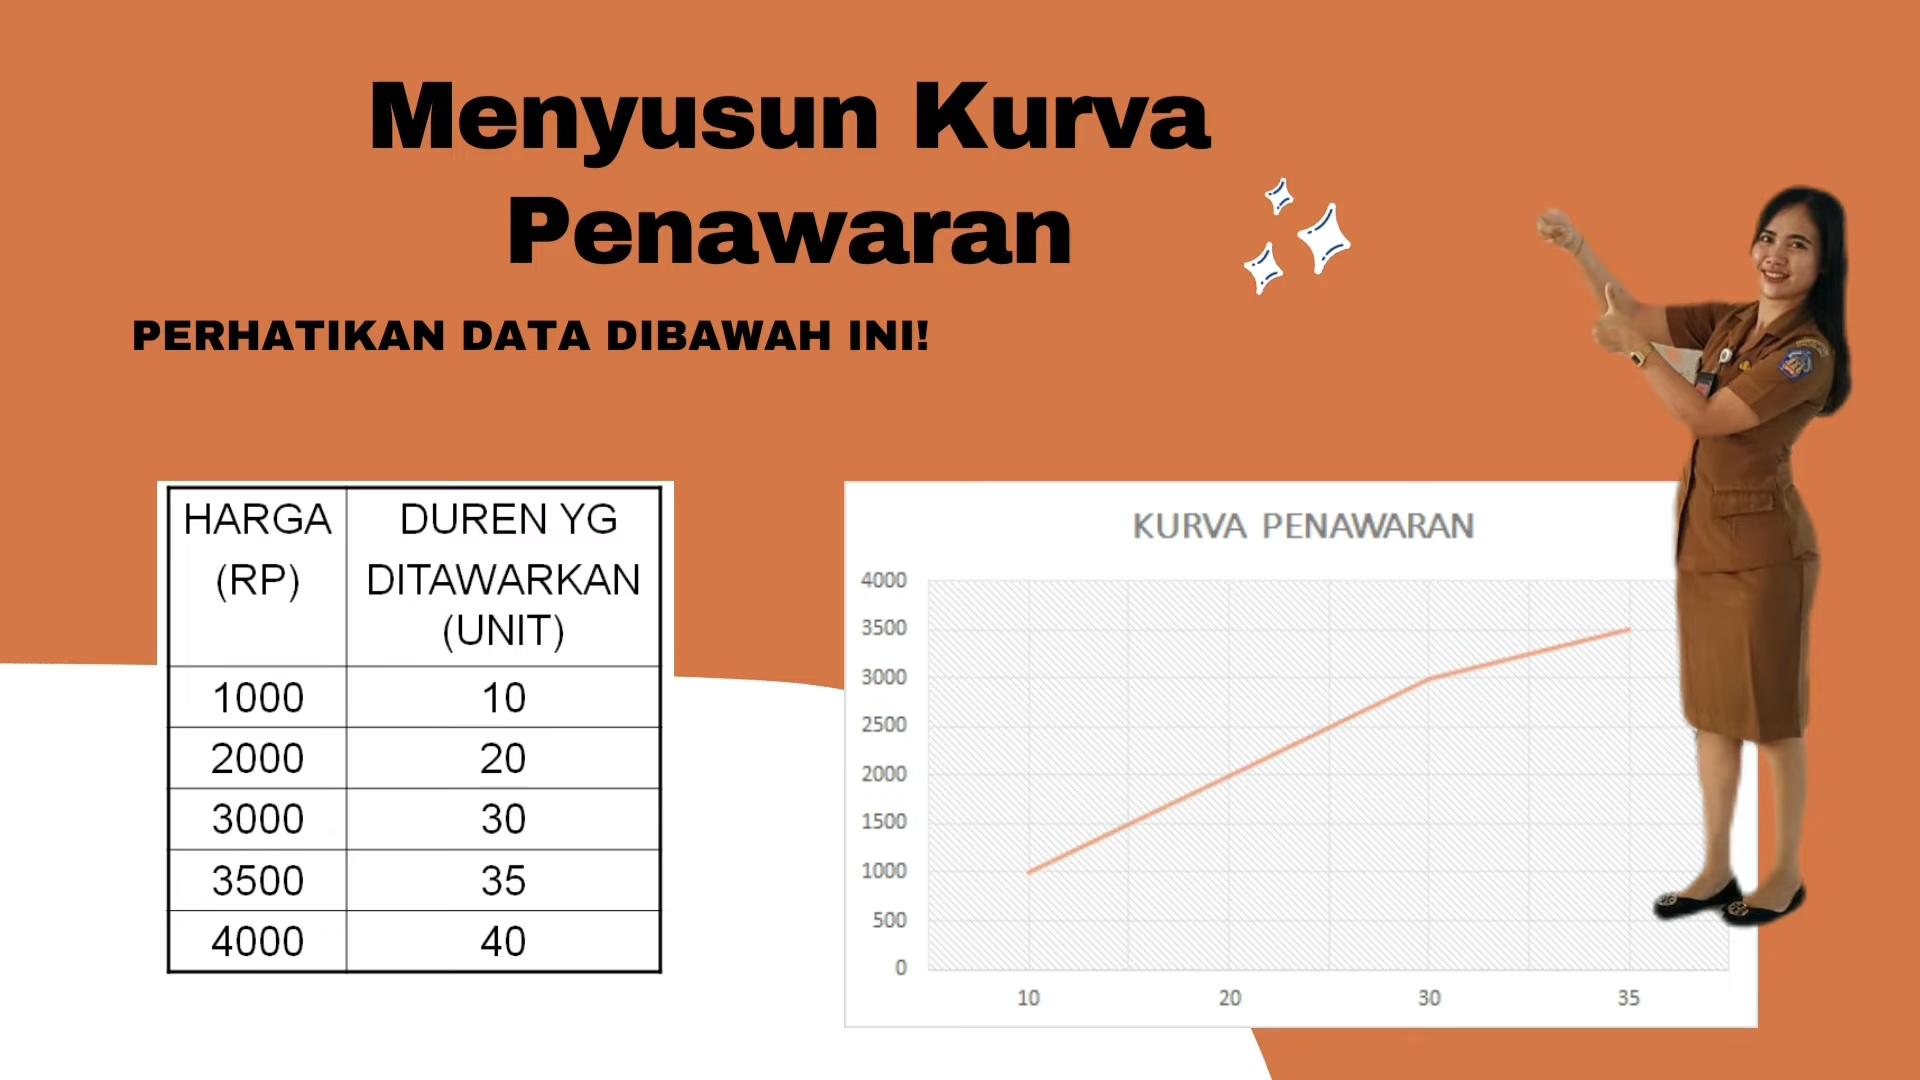 Menyusun Kurva
Penawaran
PERHATIKAN DATA DIBAWAH INI!
HARGA
(RP)
DUREN YG
DITAWARKAN
(UNIT)
1000 10
2000 20
3000 30
3500 35
4000 40
KURVA PENAWARAN
4000
3500
3000
2500
2000
1500
1000
500
0
10 20 30 35